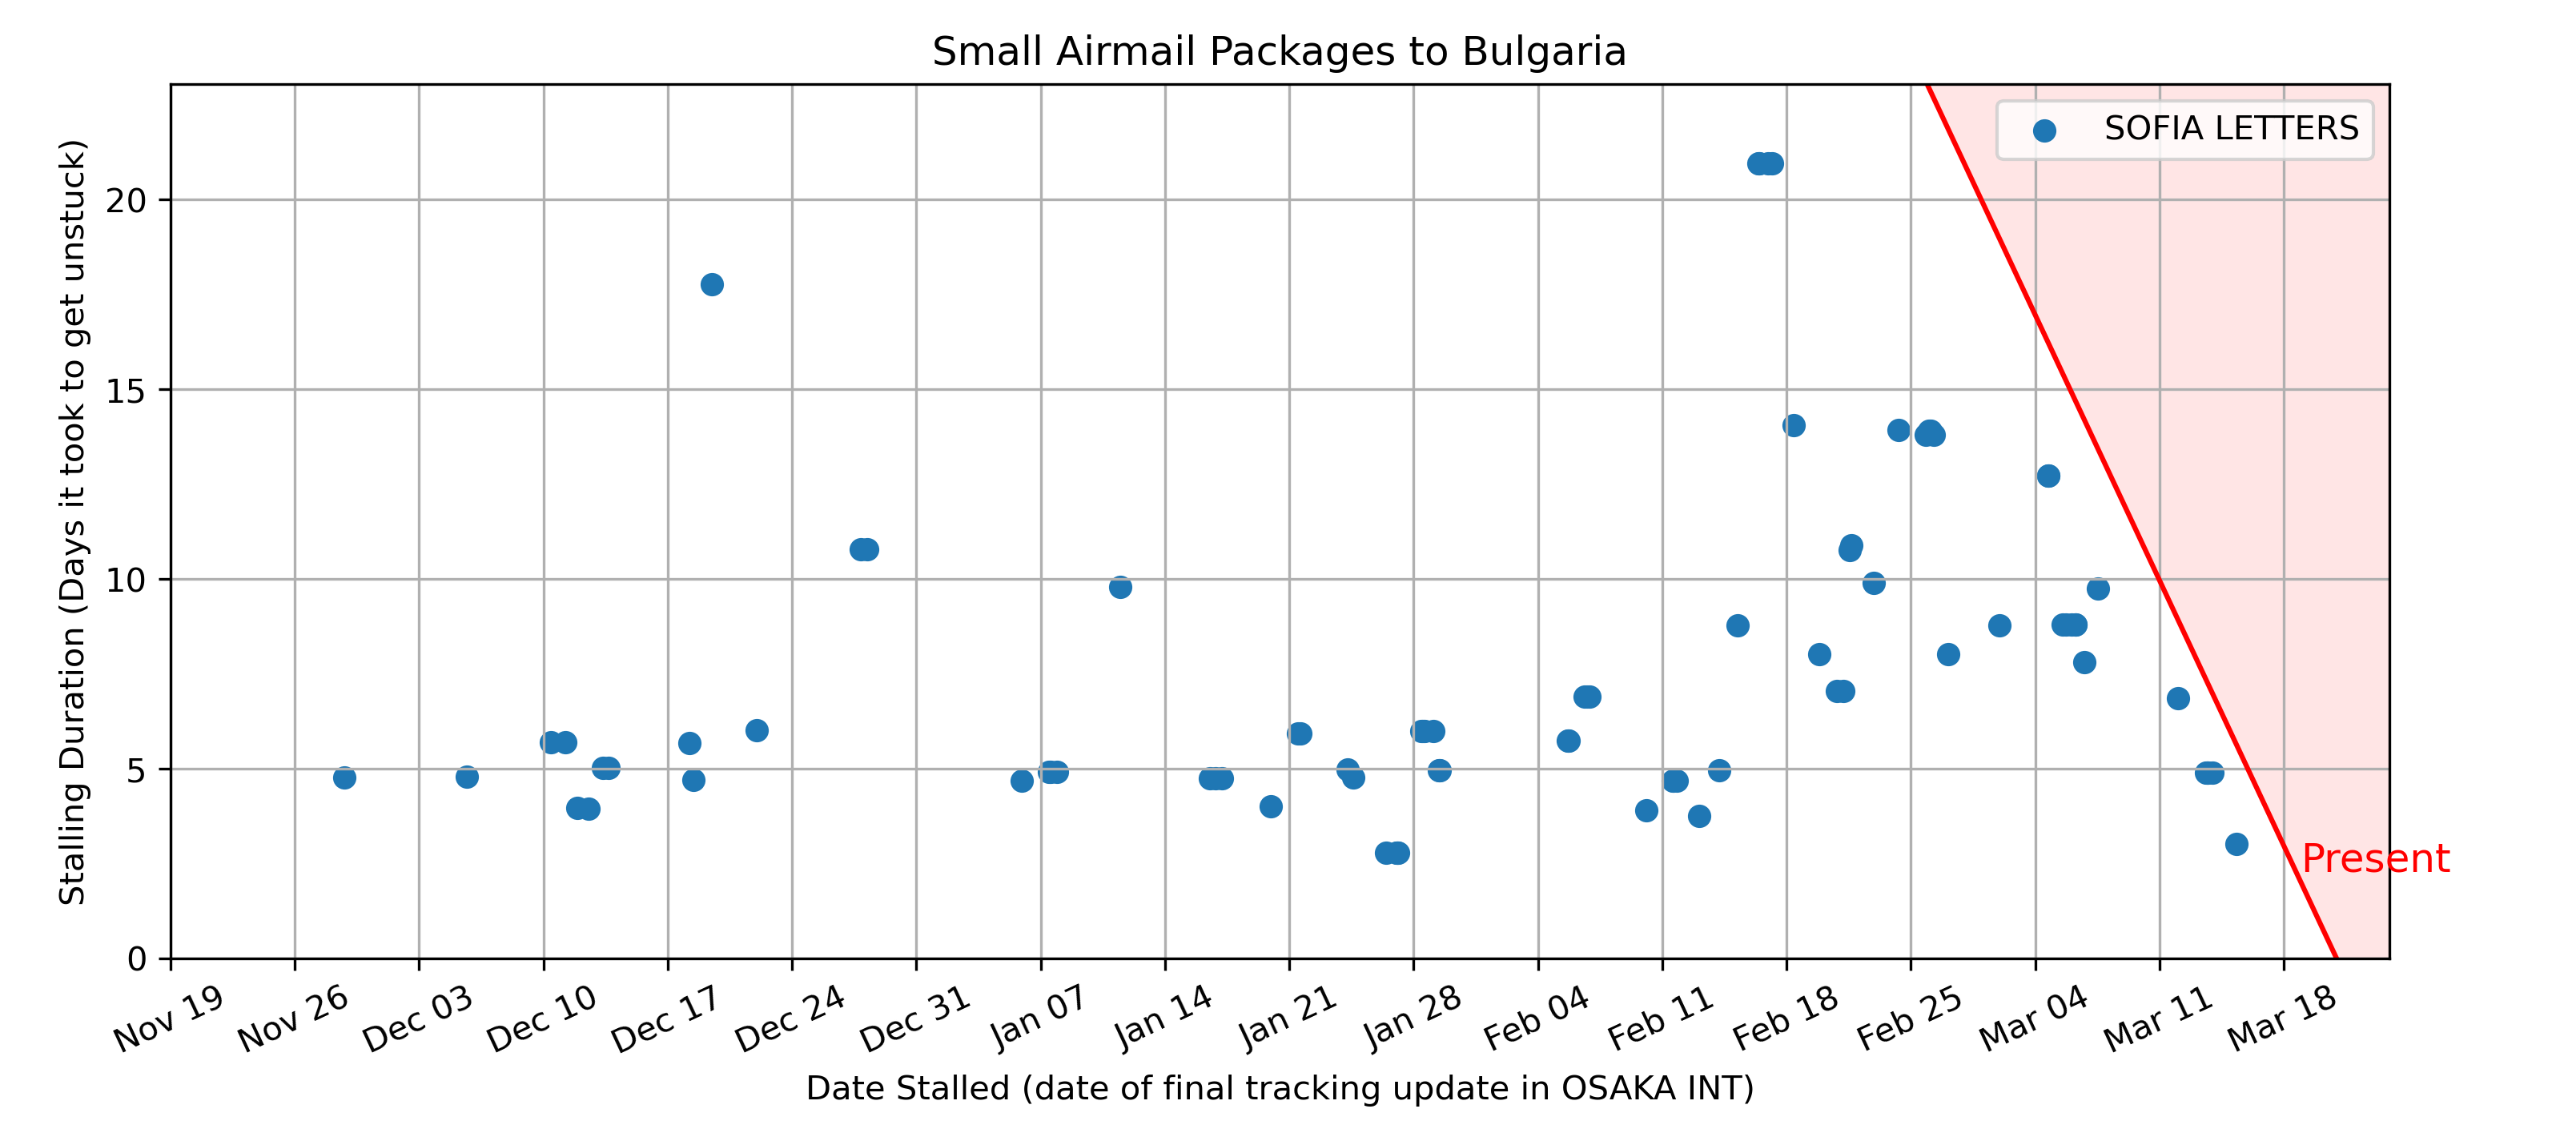 Small Airmail Packages to Bulgaria
SOFIA LETTERS
Stalling Duration (Days it took to get unstuck)
20
15
10
5
0
Present
Nov 19
Nov 26
Dec 03
Dec 10
Dec 17
Dec 24
Dec 31
Jan 07
Jan 14
Jan 21
Jan 28
Feb 04
Feb 11
Feb 18
Feb 25
Mar 04
Mar 11
Mar 18
Date Stalled (date of final tracking update in OSAKA INT)